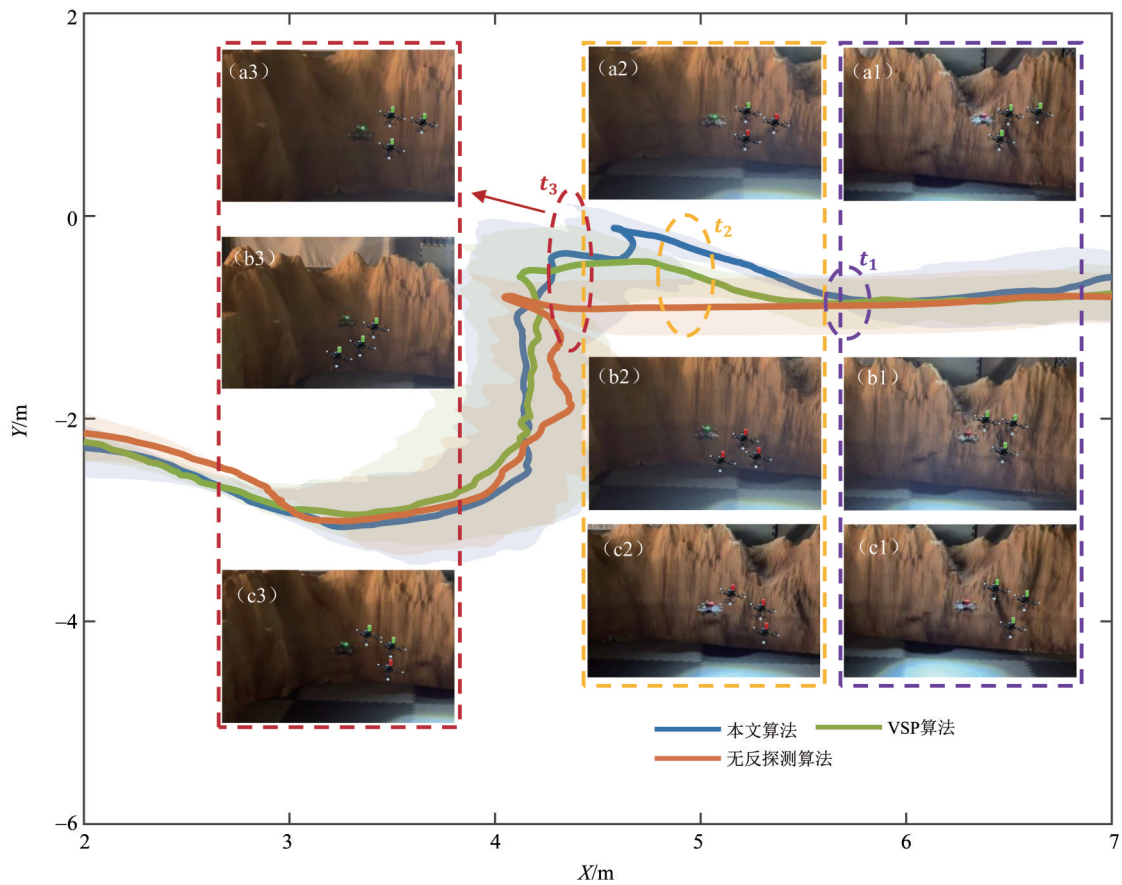 2
（a3）
（a2）
（a1）
0
t₃
t₂
t₁
（b3）
（b2）
（b1）
−2
Y/m
（c3）
（c2）
（c1）
−4
本文算法
VSP算法
无反探测算法
−6
2
3
4
5
6
7
X/m